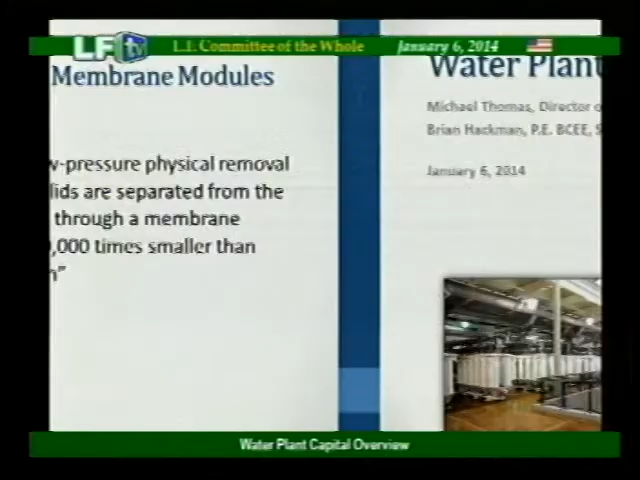 LFtv L.I. Committee of the Whole January 6, 2014
Membrane Modules
w-pressure physical removal
lids are separated from the
through a membrane
,000 times smaller than
n"
Water Plant
Michael Thomas, Director o
Brian Hackman, P.E. BCEE, S
January 6, 2014
Water Plant Capital Overview